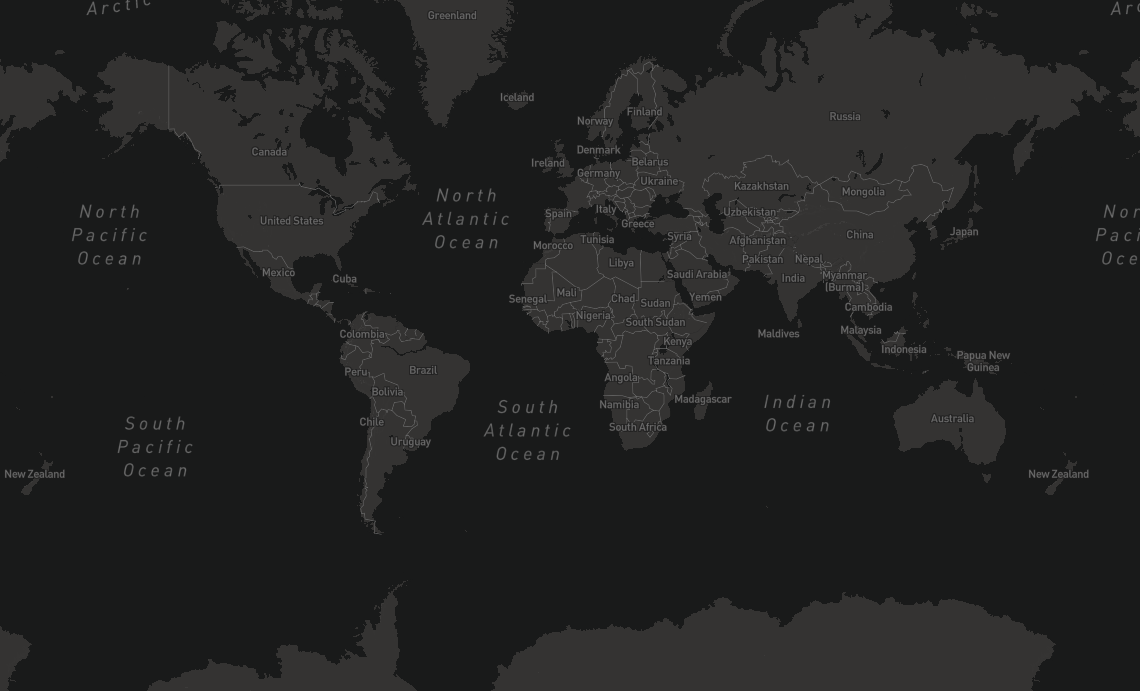 Arctic
Arc
Greenland
Iceland
Finland
Norway
Russia
Denmark
Canada
Ireland
Belarus
Germany
Ukraine
Kazakhstan
Mongolia
North
Pacific
Ocean
North
Atlantic
Ocean
United States
Spain
Italy
Greece
Uzbekistan
Nor
Paci
Oce
Morocco
Tunisia
Syria
Afghanistan
China
Japan
Mexico
Cuba
Libya
Saudi Arabia
Pakistan
Nepal
India
Myanmar
(Burma)
Senegal
Mali
Chad
Sudan
Yemen
Cambodia
Nigeria
South Sudan
Colombia
Kenya
Maldives
Malaysia
Indonesia
Papua New
Guinea
Peru
Brazil
Tanzania
Angola
Bolivia
Namibia
Madagascar
Chile
Uruguay
South Africa
South
Atlantic
Ocean
Indian
Ocean
Australia
South
Pacific
Ocean
New Zealand
New Zealand